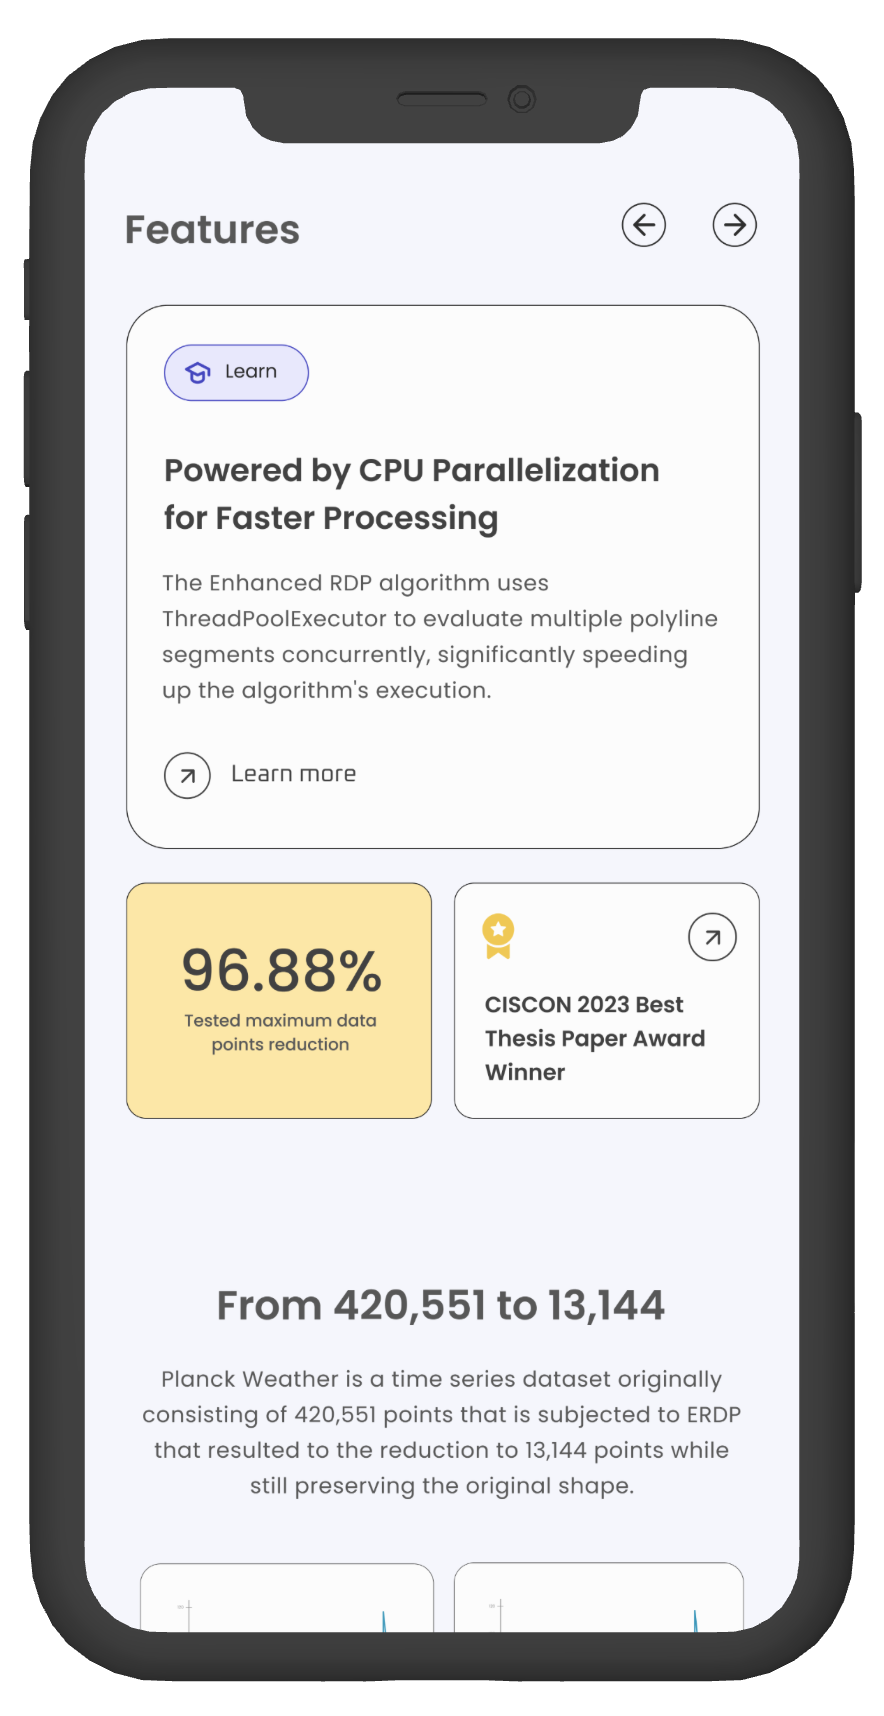 Features
Learn
Powered by CPU Parallelization
for Faster Processing
The Enhanced RDP algorithm uses
ThreadPoolExecutor to evaluate multiple polyline
segments concurrently, significantly speeding
up the algorithm's execution.
Learn more
96.88%
Tested maximum data
points reduction
CISCON 2023 Best
Thesis Paper Award
Winner
From 420,551 to 13,144
Planck Weather is a time series dataset originally
consisting of 420,551 points that is subjected to ERDP
that resulted to the reduction to 13,144 points while
still preserving the original shape.